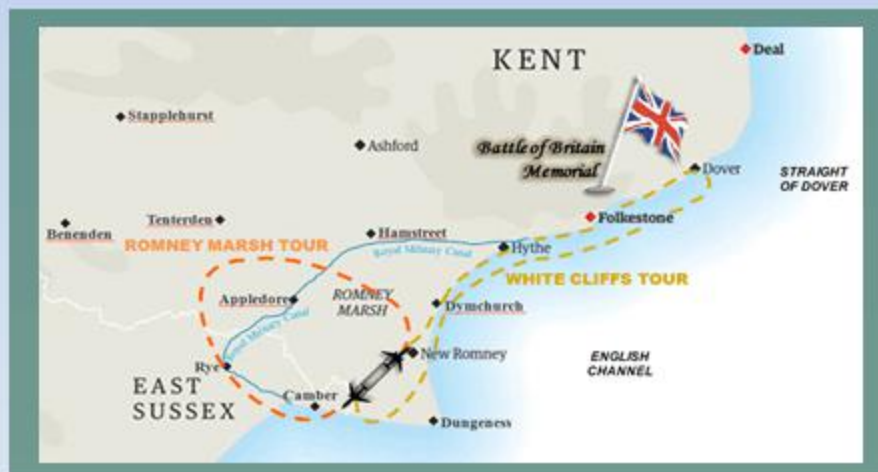 KENT
Deal
Stapplehurst
Ashford
Battle of Britain
Memorial
Dover
STRAIGHT
OF DOVER
Benenden
Tenterden
Hamstreet
Folkestone
ROMNEY MARSH TOUR
Royal Military Canal
Hythe
WHITE CLIFFS TOUR
Appledore
ROMNEY
MARSH
Dymchurch
Royal Military Canal
New Romney
ENGLISH
CHANNEL
Rye
EAST
SUSSEX
Camber
Dungeness